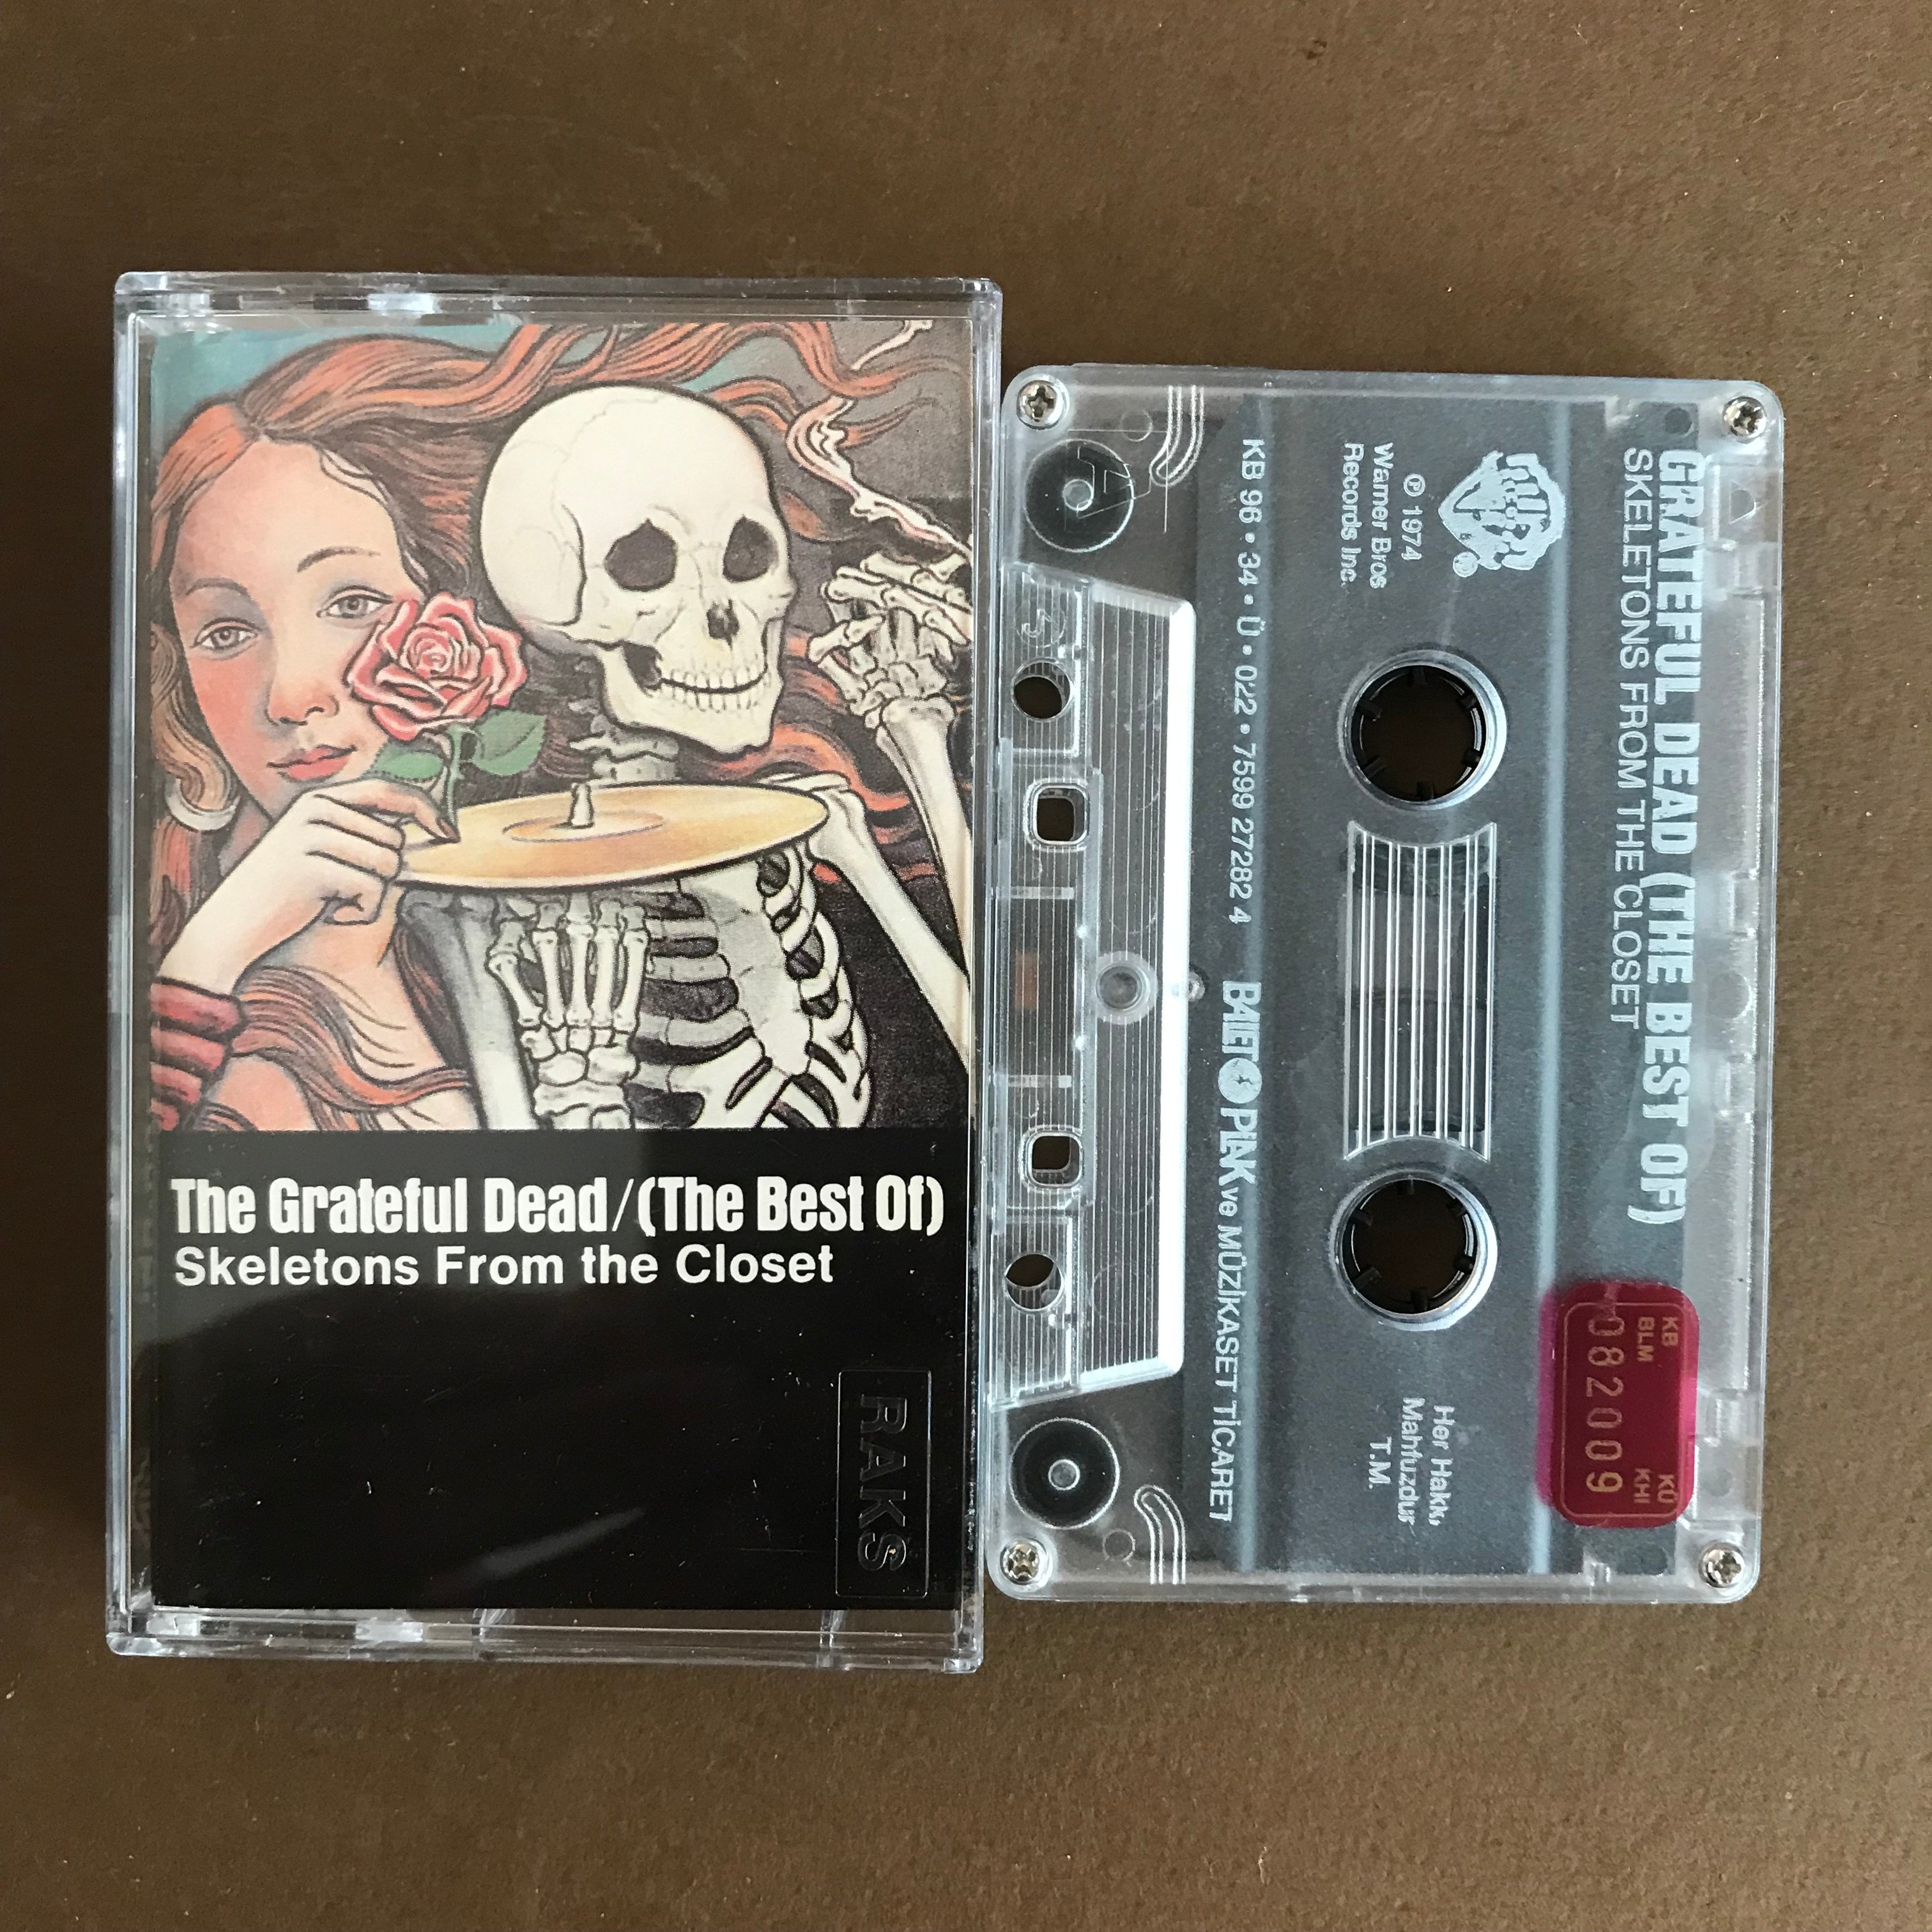 The Grateful Dead/(The Best Of)
Skeletons From the Closet
RAKS
GRATEFUL DEAD (THE BEST OF)
SKELETONS FROM THE CLOSET
℗ 1974
Warner Bros
Records Inc.
KB 96 • 34 • Ü • 022 • 7599 27282 4 BALET PLAK ve MÜZİKASET TİCARET
Her Hakkı
Mahfuzdur
T.M.
KB
BLM
082009
KÜ
KHI
A